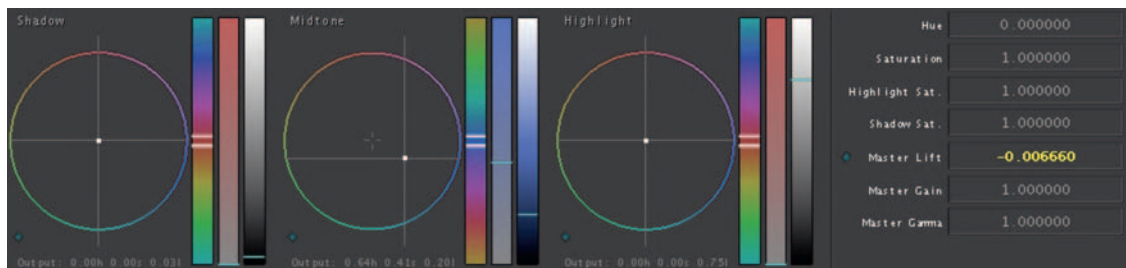 Shadow
Midtone
Highlight
Output: 0.00h 0.00s 0.03l
Output: 0.64h 0.41s 0.20l
Output: 0.00h 0.00s 0.75l
Hue 0.000000
Saturation 1.000000
Highlight Sat. 1.000000
Shadow Sat. 1.000000
Master Lift -0.006660
Master Gain 1.000000
Master Gamma 1.000000